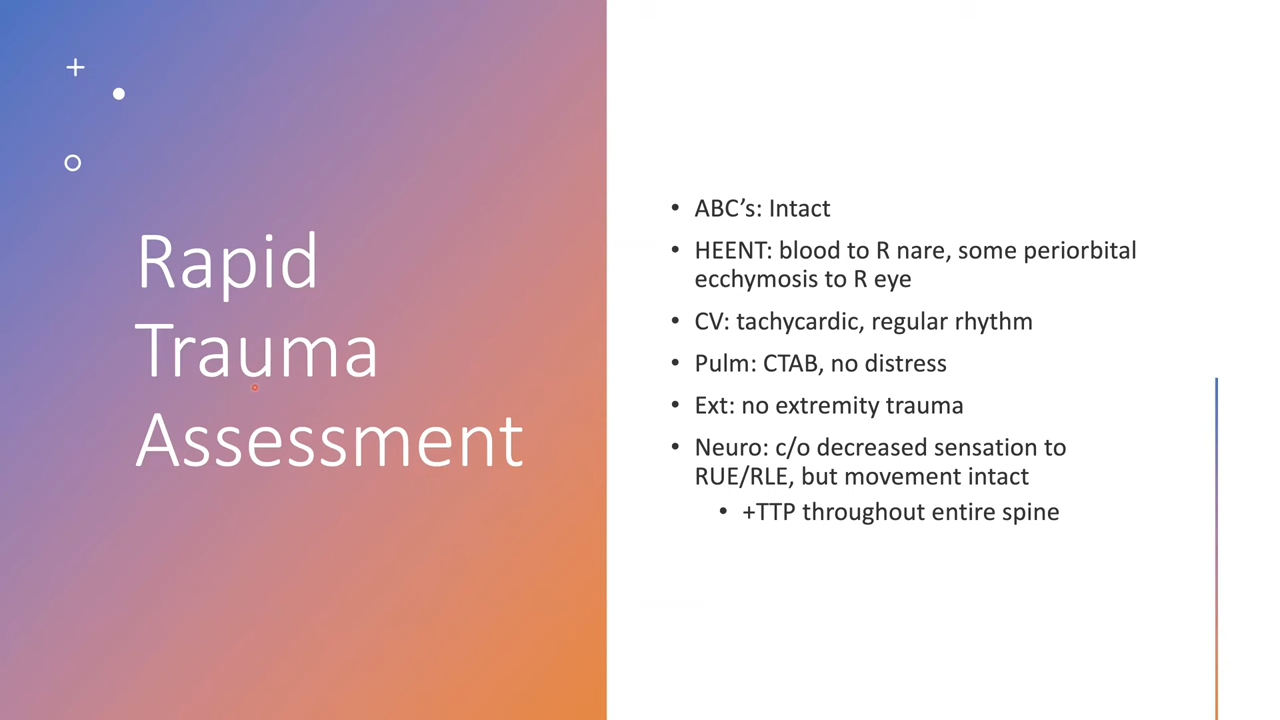 Rapid
Trauma
Assessment
• ABC’s: Intact
• HEENT: blood to R nare, some periorbital
ecchymosis to R eye
• CV: tachycardic, regular rhythm
• Pulm: CTAB, no distress
• Ext: no extremity trauma
• Neuro: c/o decreased sensation to
RUE/RLE, but movement intact
• +TTP throughout entire spine